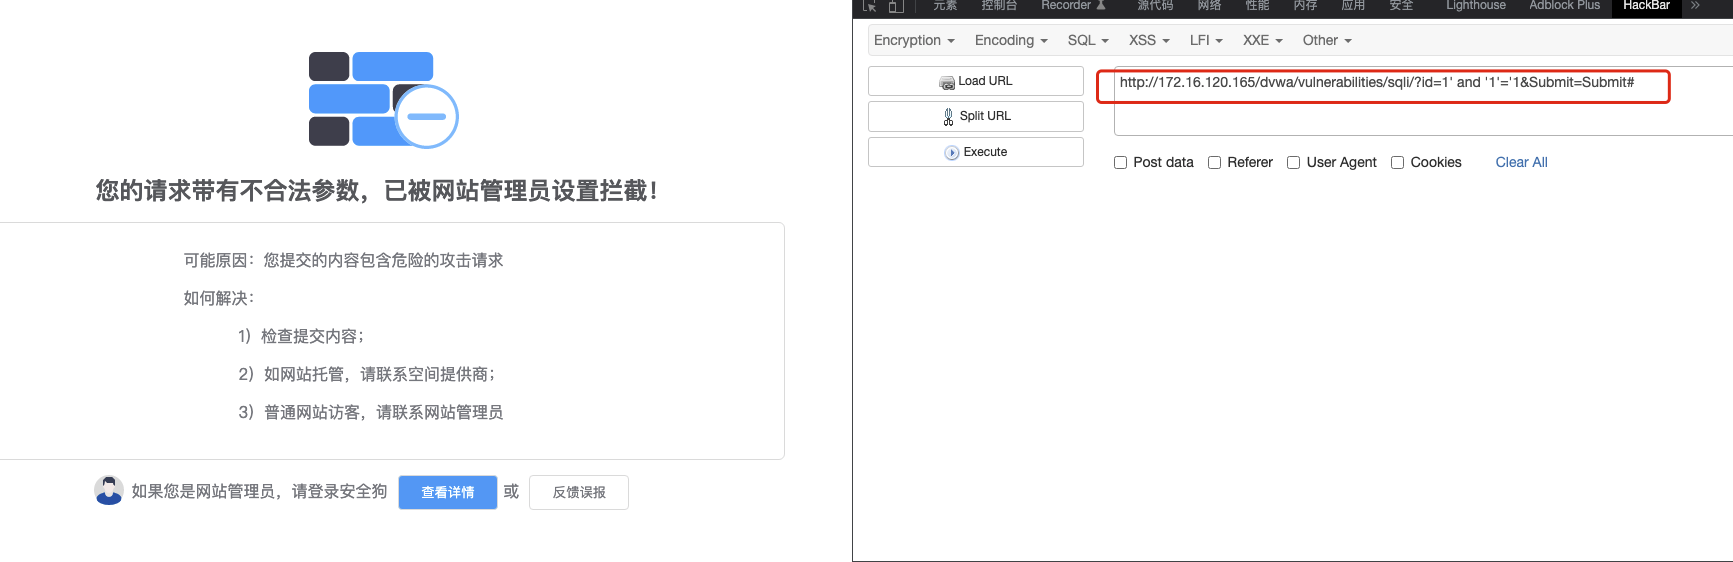 您的请求带有不合法参数，已被网站管理员设置拦截！
可能原因：您提交的内容包含危险的攻击请求
如何解决：
1）检查提交内容；
2）如网站托管，请联系空间提供商；
3）普通网站访客，请联系网站管理员
如果您是网站管理员，请登录安全狗 查看详情 或 反馈误报
元素 控制台 Recorder 源代码 网络 性能 内存 应用 安全 Lighthouse Adblock Plus HackBar »
Encryption Encoding SQL XSS LFI XXE Other
Load URL
http://172.16.120.165/dvwa/vulnerabilities/sqli/?id=1' and '1'='1&Submit=Submit#
Split URL
Execute
Post data Referer User Agent Cookies Clear All